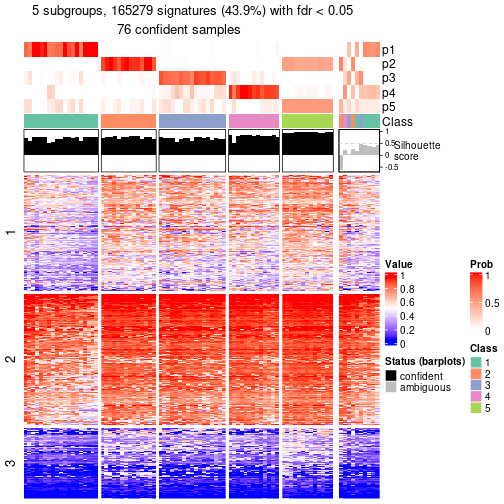 5 subgroups, 165279 signatures (43.9%) with fdr < 0.05
76 confident samples
p1
p2
p3
p4
p5
Class
1
0.5
0
-0.5
Silhouette
score
1
2
3
Value
1
0.8
0.6
0.4
0.2
0
Status (barplots)
confident
ambiguous
Prob
1
0.5
0
Class
1
2
3
4
5